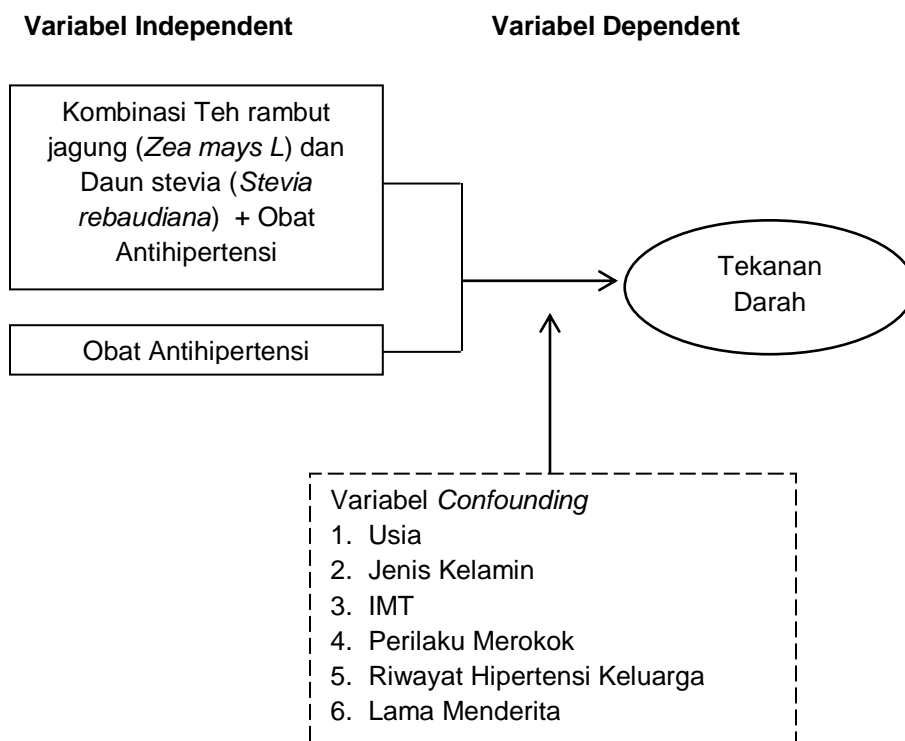 Variabel Independent
Variabel Dependent
Kombinasi Teh rambut
jagung (Zea mays L) dan
Daun stevia (Stevia
rebaudiana) + Obat
Antihipertensi
Obat Antihipertensi
Tekanan
Darah
Variabel Confounding
1. Usia
2. Jenis Kelamin
3. IMT
4. Perilaku Merokok
5. Riwayat Hipertensi Keluarga
6. Lama Menderita